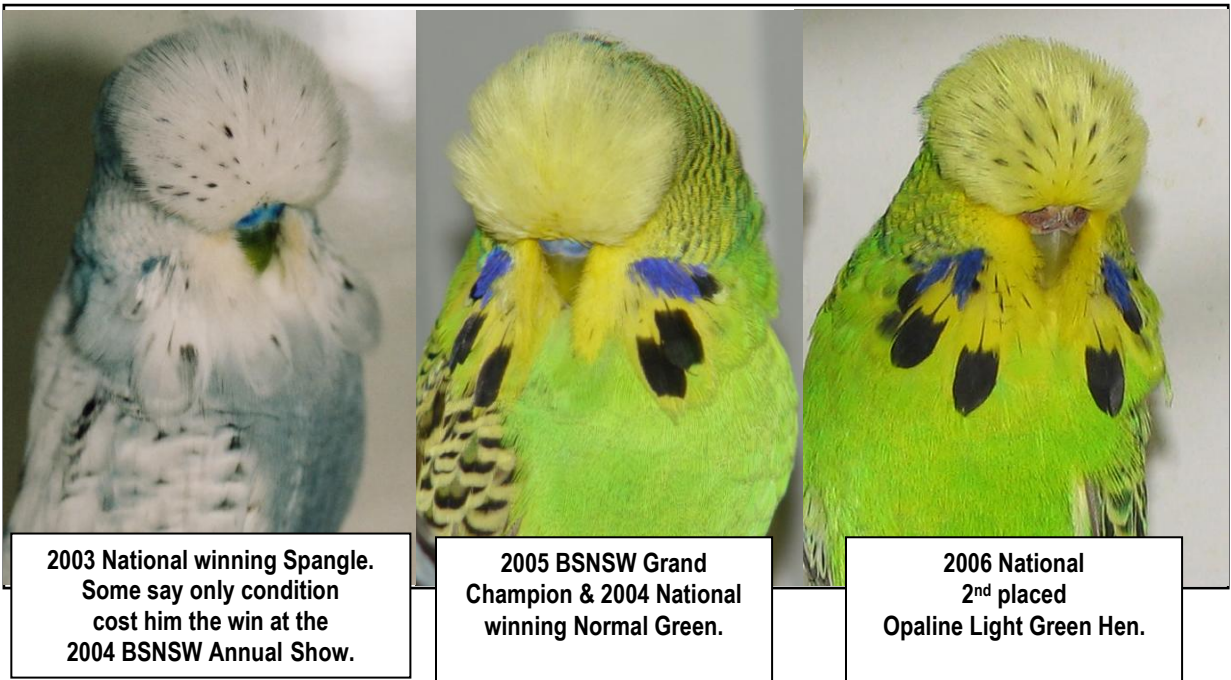 2003 National winning Spangle.
Some say only condition
cost him the win at the
2004 BSNSW Annual Show.
2005 BSNSW Grand
Champion & 2004 National
winning Normal Green.
2006 National
2nd placed
Opaline Light Green Hen.